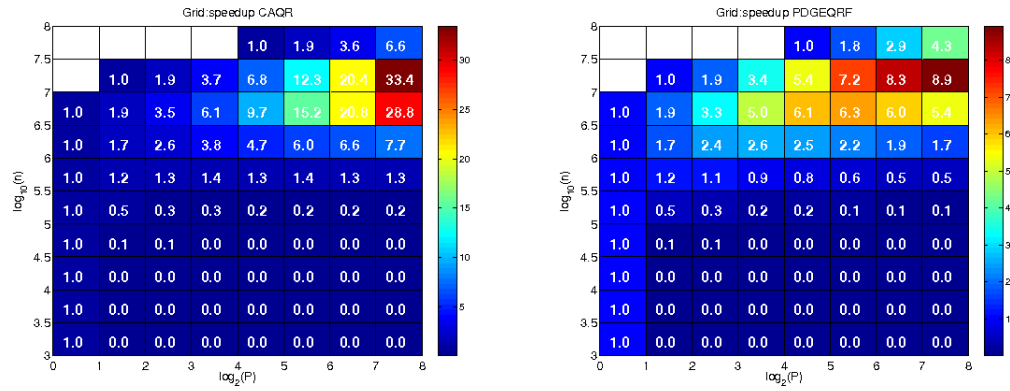 Grid:speedup CAQR
8
1.0 1.9 3.6 6.6
7.5
1.0 1.9 3.7 6.8 12.3 20.4 33.4
7
1.0 1.9 3.5 6.1 9.7 15.2 20.8 28.8
6.5
1.0 1.7 2.6 3.8 4.7 6.0 6.6 7.7
6
1.0 1.2 1.3 1.4 1.3 1.4 1.3 1.3
5.5
1.0 0.5 0.3 0.3 0.2 0.2 0.2 0.2
5
1.0 0.1 0.1 0.0 0.0 0.0 0.0 0.0
4.5
1.0 0.0 0.0 0.0 0.0 0.0 0.0 0.0
4
1.0 0.0 0.0 0.0 0.0 0.0 0.0 0.0
3.5
1.0 0.0 0.0 0.0 0.0 0.0 0.0 0.0
3
0 1 2 3 4 5 6 7 8
log2(P)
log10(n)
30
25
20
15
10
5
Grid:speedup PDGEQRF
8
1.0 1.8 2.9 4.3
7.5
1.0 1.9 3.4 5.4 7.2 8.3 8.9
7
1.0 1.9 3.3 5.0 6.1 6.3 6.0 5.4
6.5
1.0 1.7 2.4 2.6 2.5 2.2 1.9 1.7
6
1.0 1.2 1.1 0.9 0.8 0.6 0.5 0.5
5.5
1.0 0.5 0.3 0.2 0.2 0.1 0.1 0.1
5
1.0 0.1 0.1 0.0 0.0 0.0 0.0 0.0
4.5
1.0 0.0 0.0 0.0 0.0 0.0 0.0 0.0
4
1.0 0.0 0.0 0.0 0.0 0.0 0.0 0.0
3.5
1.0 0.0 0.0 0.0 0.0 0.0 0.0 0.0
3
0 1 2 3 4 5 6 7 8
log2(P)
log10(n)
8
7
6
5
4
3
2
1